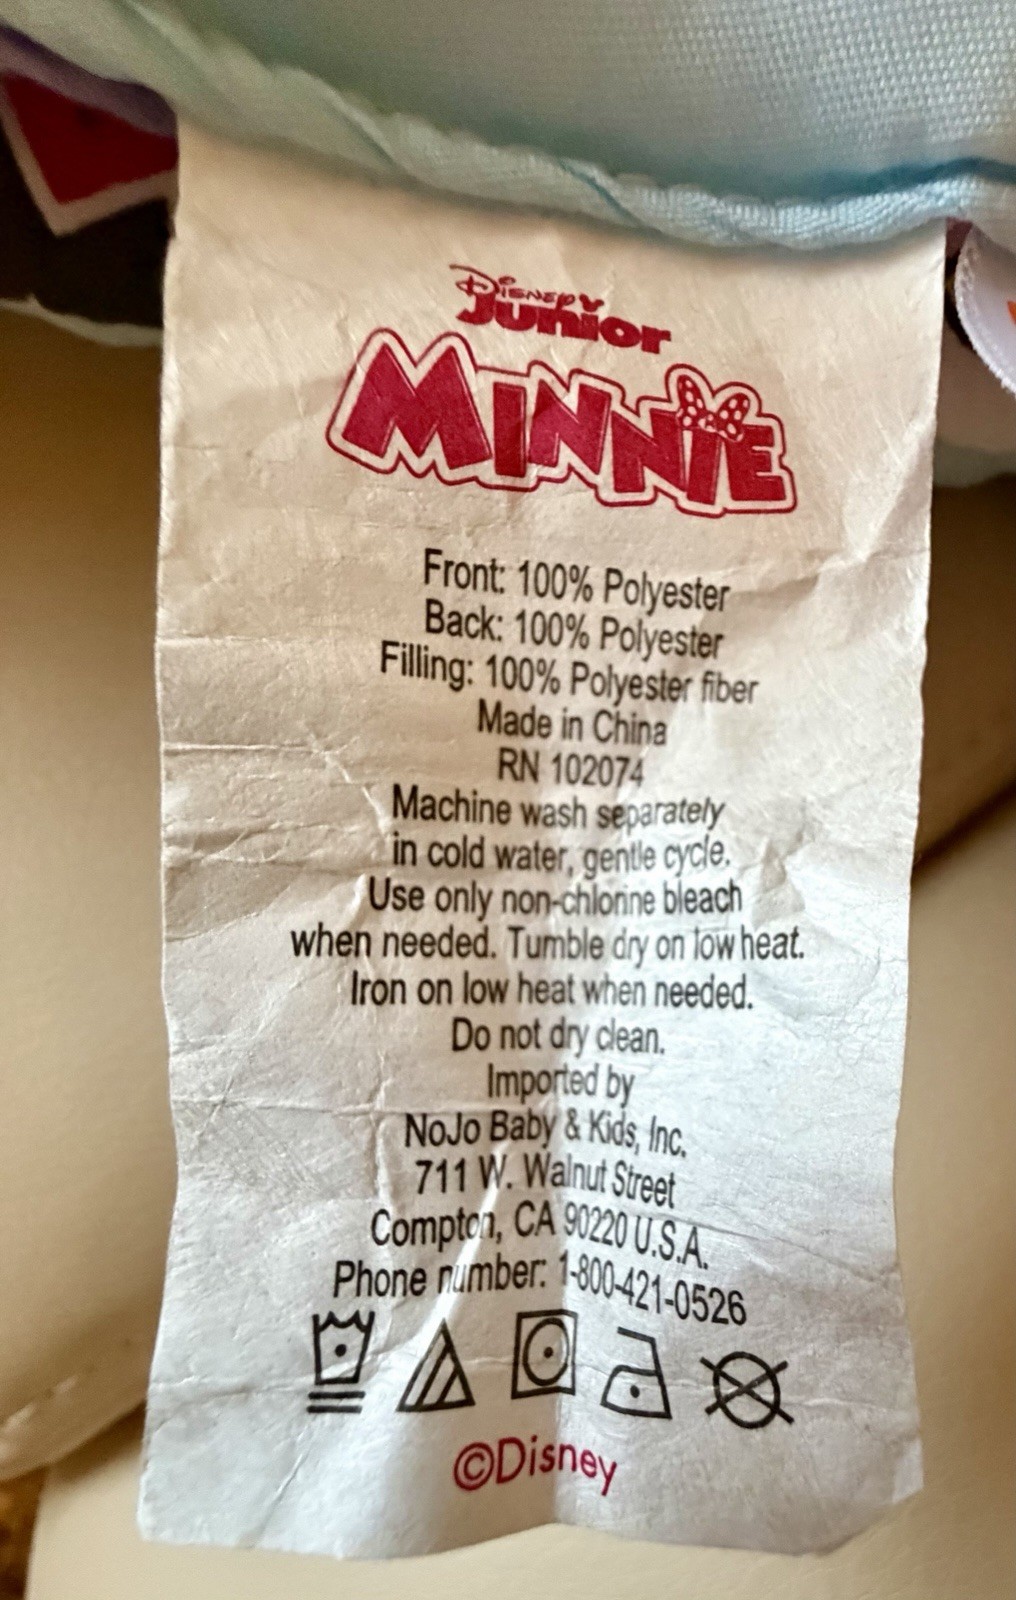 Disney
Junior
MINNIE
Front: 100% Polyester
Back: 100% Polyester
Filling: 100% Polyester fiber
Made in China
RN 102074
Machine wash separately
in cold water, gentle cycle.
Use only non-chlorine bleach
when needed. Tumble dry on low heat.
Iron on low heat when needed.
Do not dry clean.
Imported by
NoJo Baby & Kids, Inc.
711 W. Walnut Street
Compton, CA 90220 U.S.A.
Phone number: 1-800-421-0526
©Disney